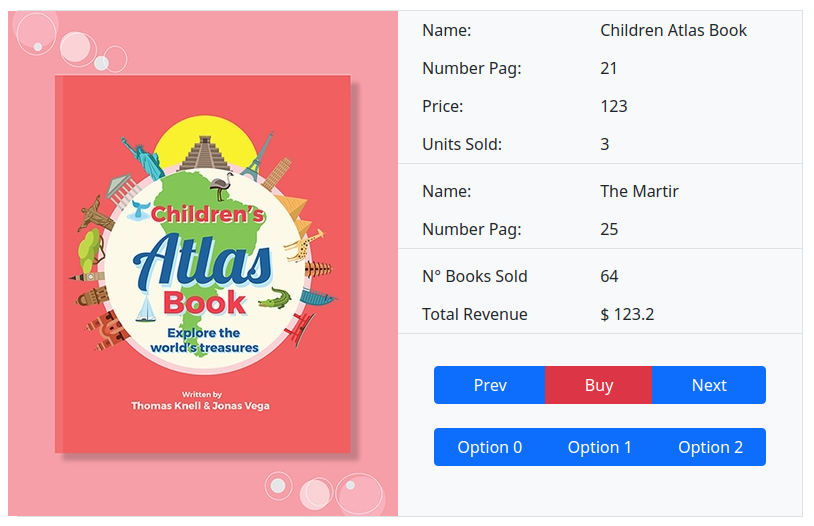 Children's
Atlas
Book
Explore the
world's treasures
Written by
Thomas Knell & Jonas Vega
Name: Children Atlas Book
Number Pag: 21
Price: 123
Units Sold: 3
Name: The Martir
Number Pag: 25
N° Books Sold 64
Total Revenue $ 123.2
Prev Buy Next
Option 0 Option 1 Option 2